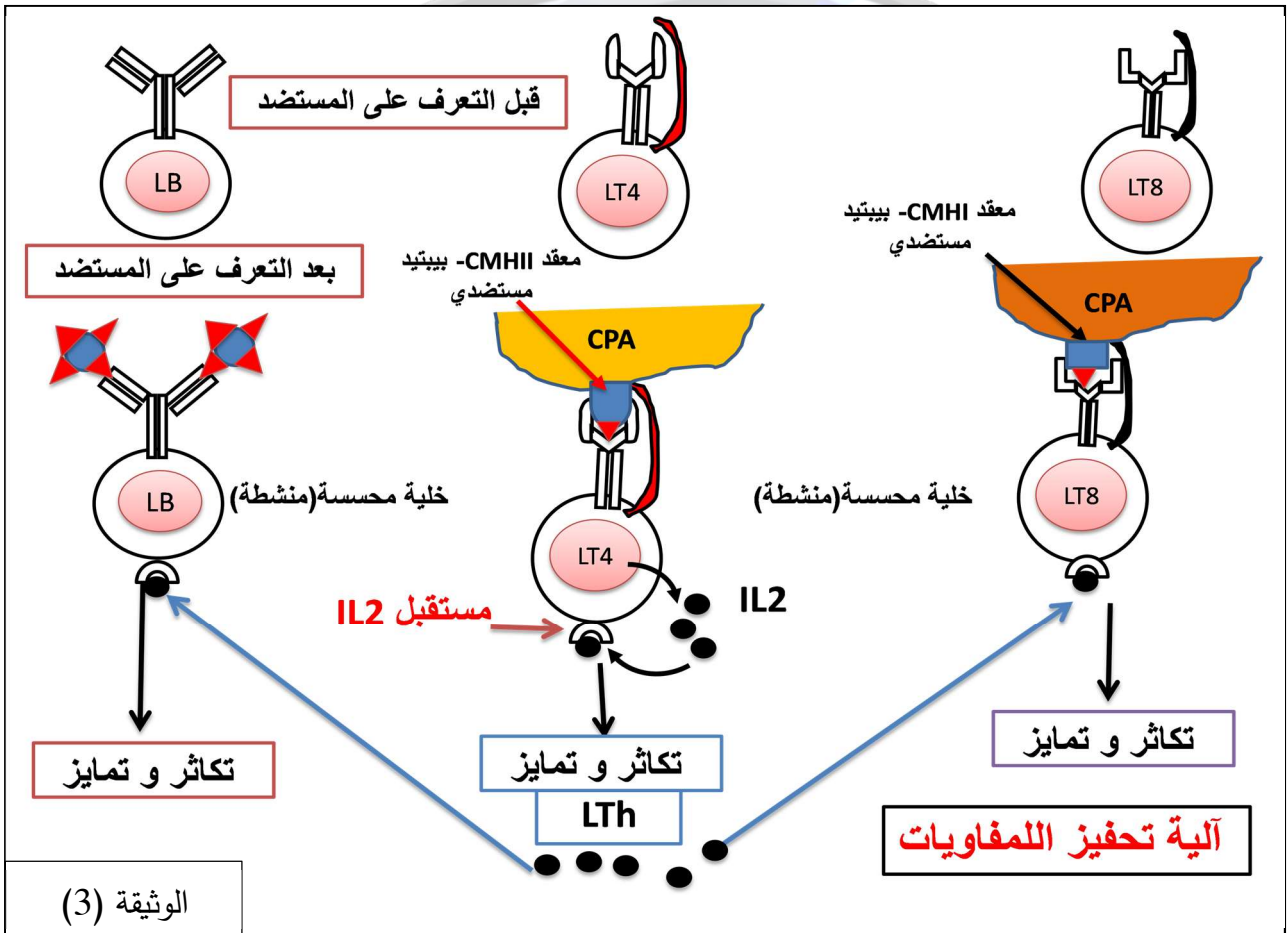 قبل التعرف على المستضد
LB
LT4
LT8
بعد التعرف على المستضد
معقد CMHII- بيبتيد
مستضدي
معقد CMHI- بيبتيد
مستضدي
CPA
CPA
LB
خلية محسسة(منشطة)
LT4
خلية محسسة(منشطة)
LT8
مستقبل IL2
IL2
تكاثر و تمايز
تكاثر و تمايز
تكاثر و تمايز
LTh
آلية تحفيز اللمفاويات
الوثيقة (3)